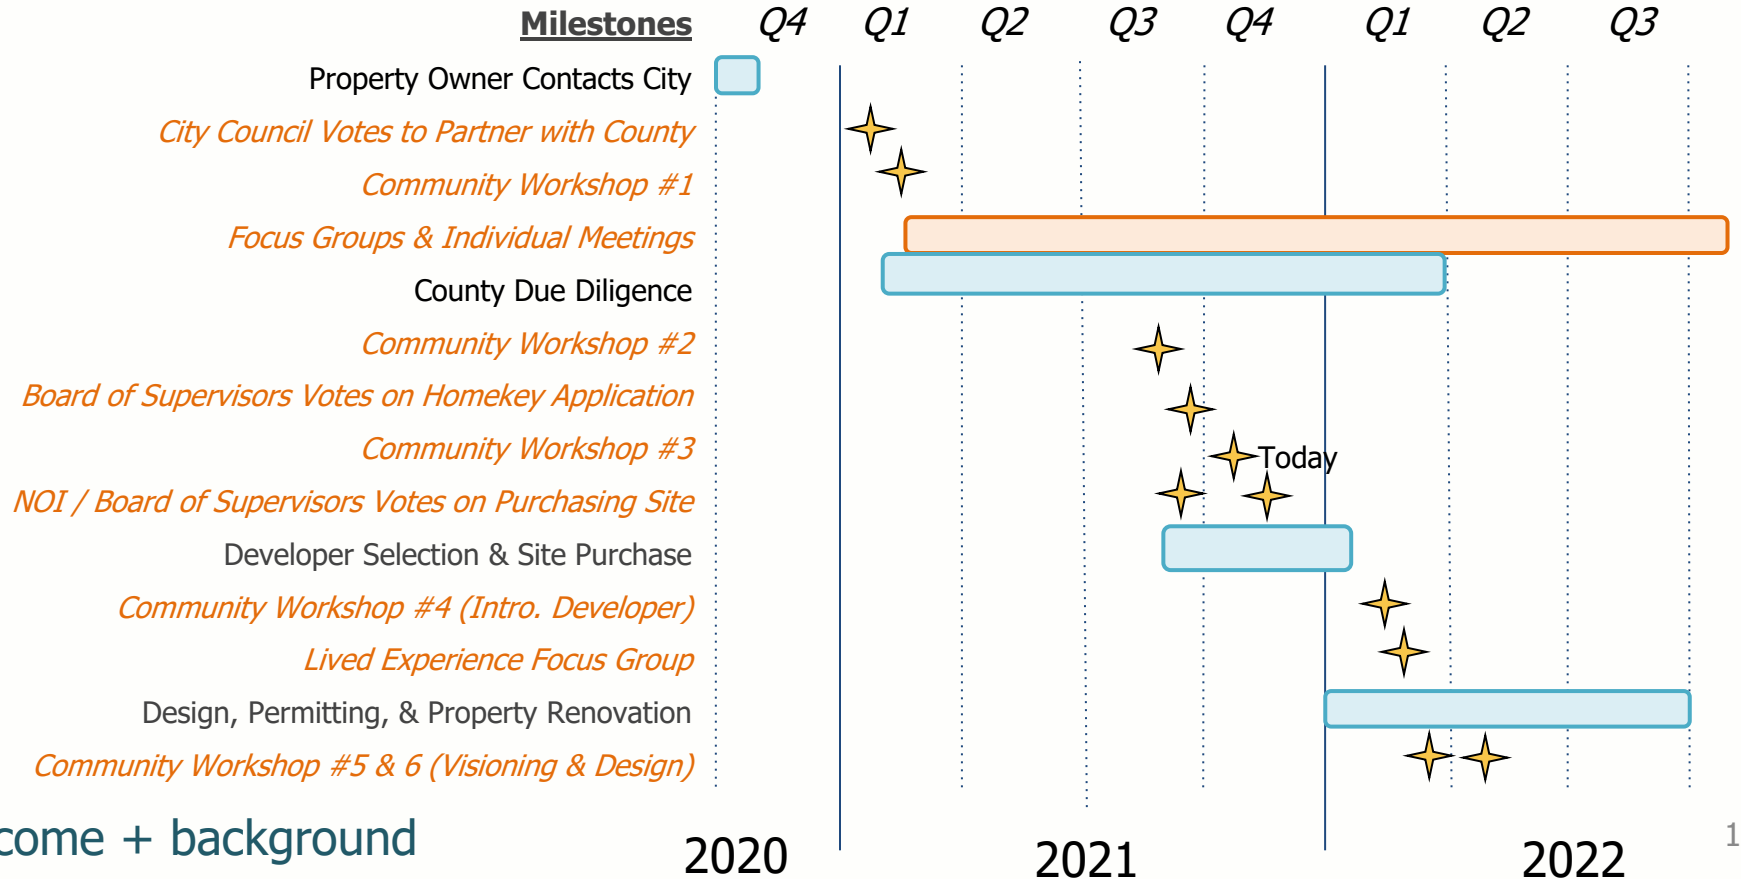 Milestones Q4 Q1 Q2 Q3 Q4 Q1 Q2 Q3
Property Owner Contacts City
City Council Votes to Partner with County
Community Workshop #1
Focus Groups & Individual Meetings
County Due Diligence
Community Workshop #2
Board of Supervisors Votes on Homekey Application
Community Workshop #3 Today
NOI / Board of Supervisors Votes on Purchasing Site
Developer Selection & Site Purchase
Community Workshop #4 (Intro. Developer)
Lived Experience Focus Group
Design, Permitting, & Property Renovation
Community Workshop #5 & 6 (Visioning & Design)
come + background 1
2020 2021 2022